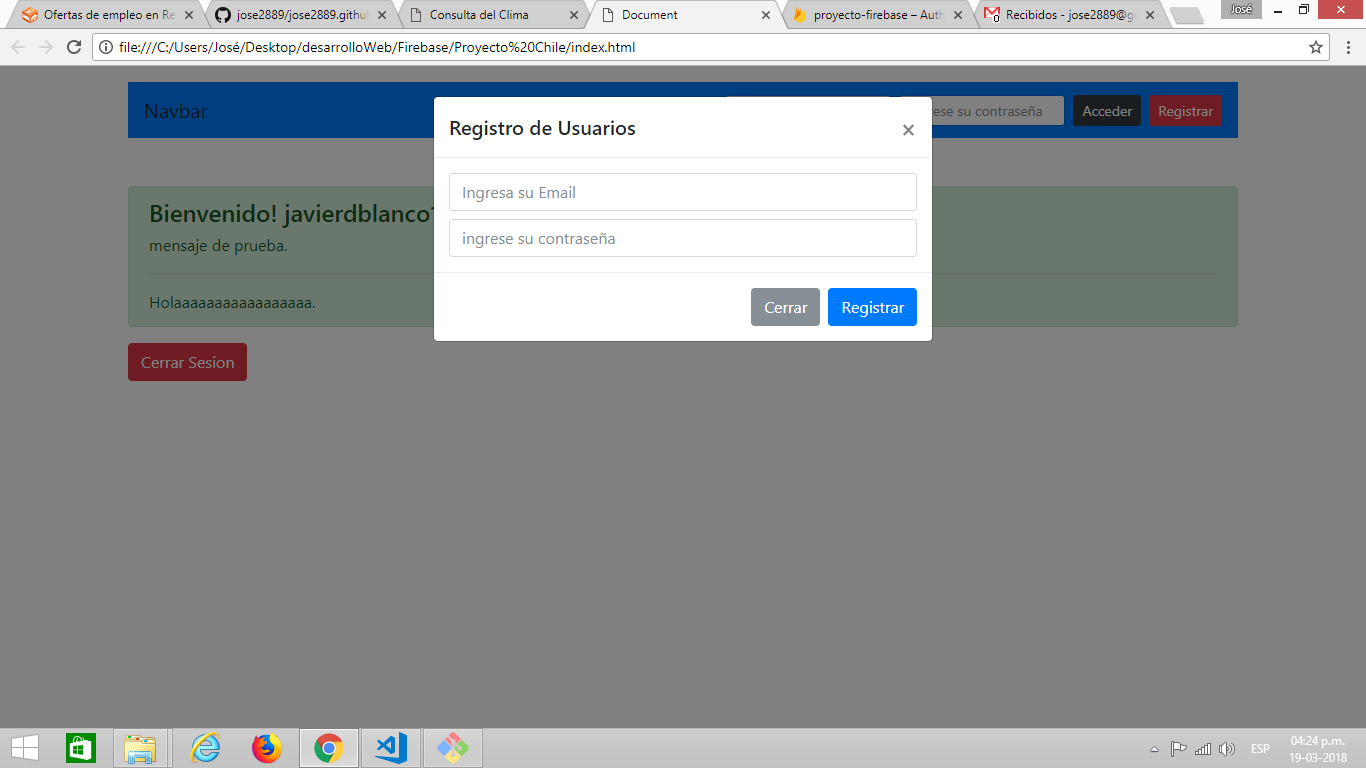 Ofertas de empleo en Re
jose2889/jose2889.githu
Consulta del Clima
Document
proyecto-firebase – Auth
Recibidos - jose2889@g
José
file:///C:/Users/José/Desktop/desarrolloWeb/Firebase/Proyecto%20Chile/index.html
Navbar
Registro de Usuarios
×
ese su contraseña
Acceder
Registrar
Ingresa su Email
ingrese su contraseña
Cerrar
Registrar
Bienvenido! javierdblanco
mensaje de prueba.
Holaaaaaaaaaaaaaaaaaa.
Cerrar Sesion
ESP
04:24 p.m.
19-03-2018